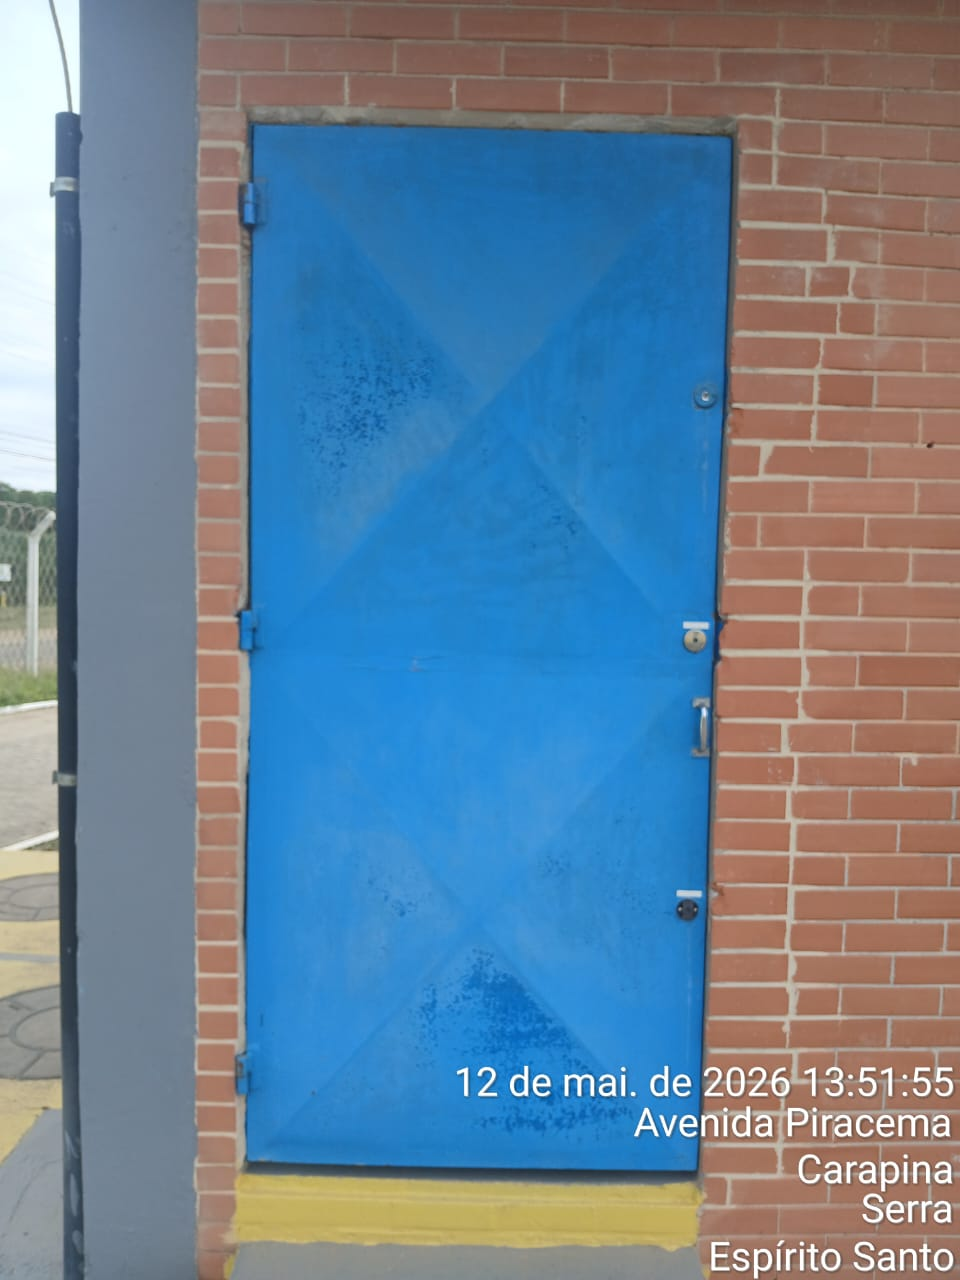 12 de mai. de 2026 13:51:55
Avenida Piracema
Carapina
Serra
Espírito Santo